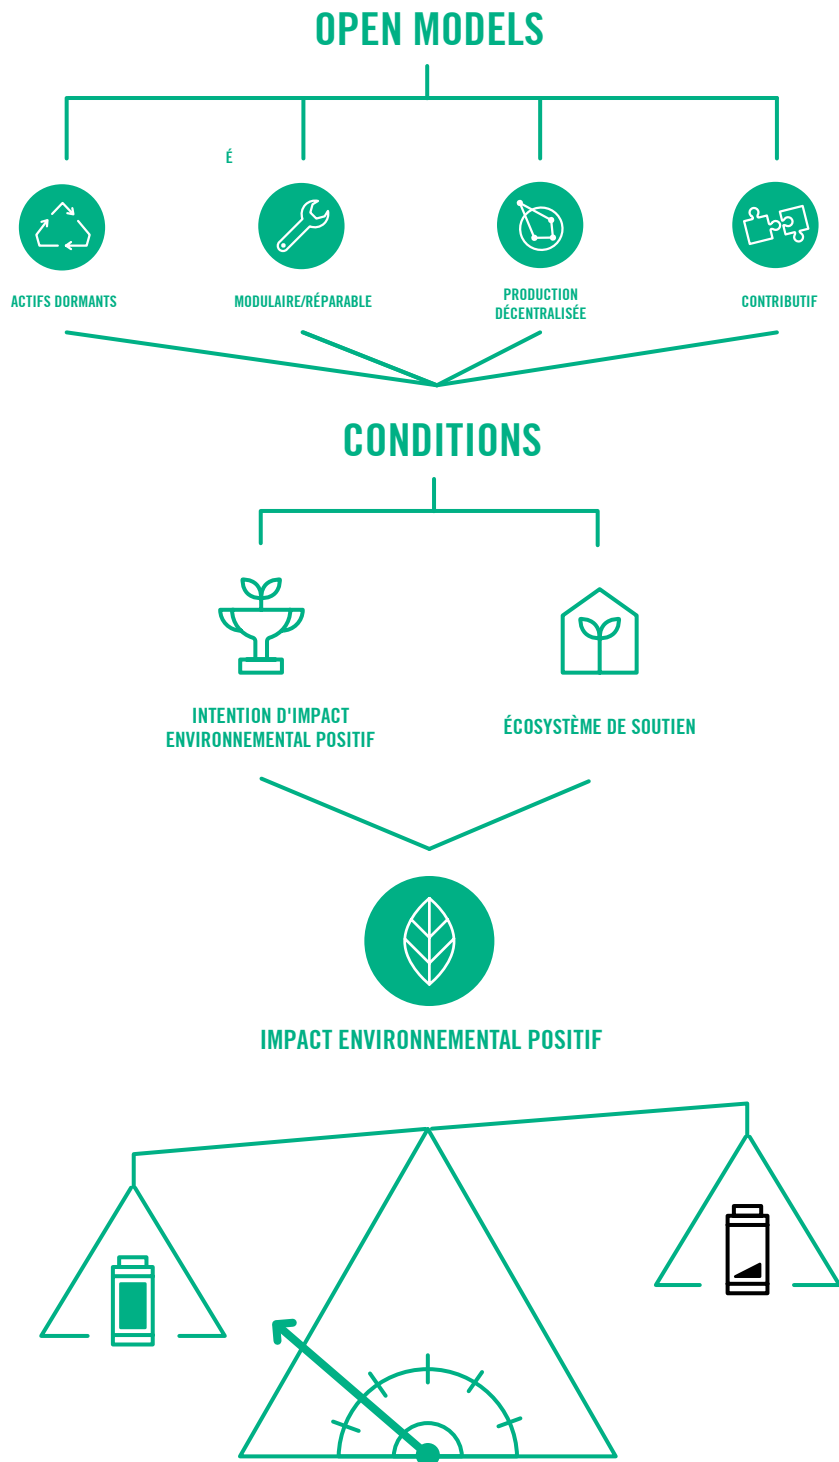 OPEN MODELS
É
ACTIFS DORMANTS
MODULAIRE/RÉPARABLE
PRODUCTION
DÉCENTRALISÉE
CONTRIBUTIF
CONDITIONS
INTENTION D'IMPACT
ENVIRONNEMENTAL POSITIF
ÉCOSYSTÈME DE SOUTIEN
IMPACT ENVIRONNEMENTAL POSITIF